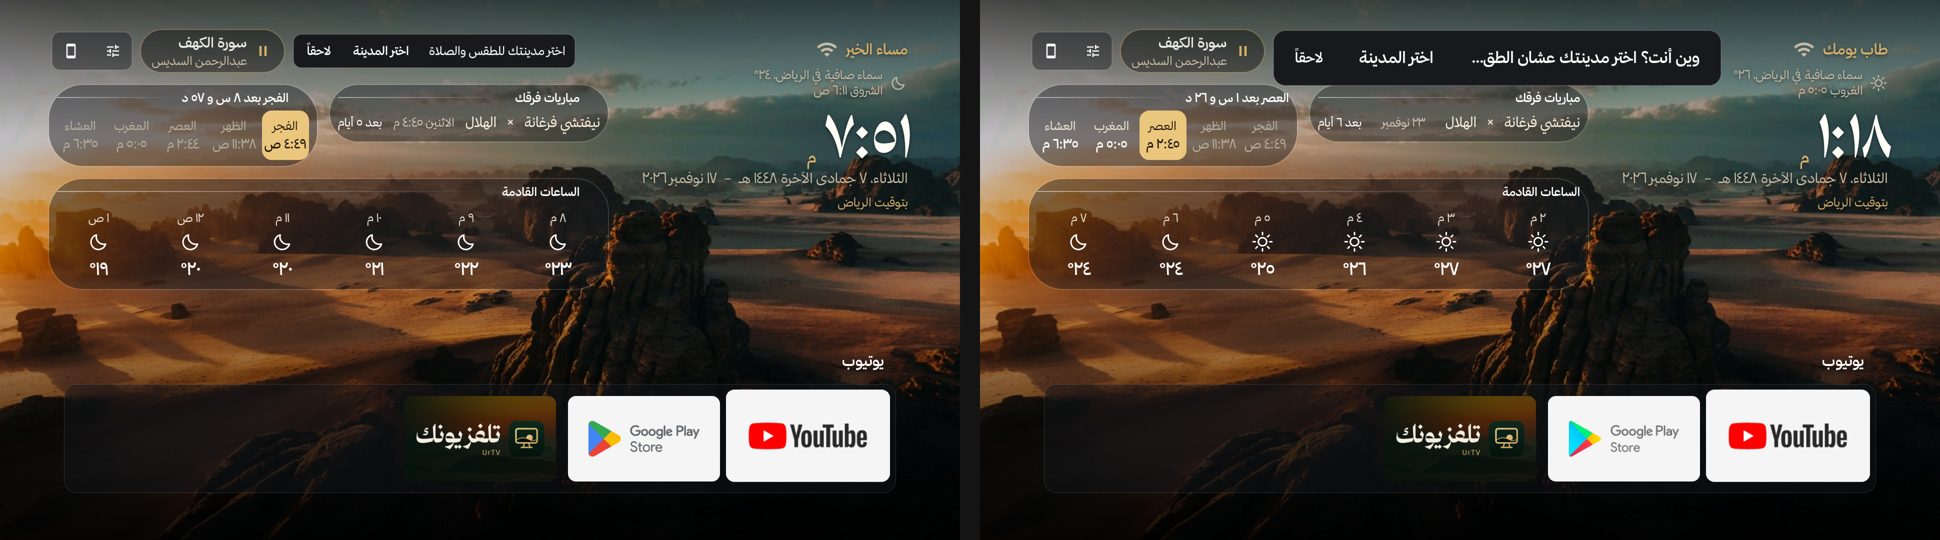 مساء الخير
سماء صافية في الرياض، ٢٤°
الشروق ٦:١١ ص
٧:٥١ م
الثلاثاء، ٧ جمادى الآخرة ١٤٤٨ هـ – ١٧ نوفمبر ٢٠٢٦
بتوقيت الرياض
اختر مدينتك للطقس والصلاة اختر المدينة لاحقاً
سورة الكهف
عبدالرحمن السديس
مباريات فرقك
نيفتشي فرغانة × الهلال الاثنين ٤:٤٥ م بعد ٥ أيام
الفجر بعد ٨ س و ٥٧ د
الفجر الظهر العصر المغرب العشاء
٤:٤٩ ص ١١:٣٨ ص ٢:٤٤ م ٥:٠٥ م ٦:٣٥ م
الساعات القادمة
٨ م ٩ م ١٠ م ١١ م ١٢ ص ١ ص
٢٣° ٢٢° ٢١° ٢٠° ٢٠° ١٩°
يوتيوب
YouTube
Google Play
Store
تلفزيونك
UrTV
طاب يومك
سماء صافية في الرياض، ٢٦°
الغروب ٥:٠٥ م
١:١٨ م
الثلاثاء، ٧ جمادى الآخرة ١٤٤٨ هـ – ١٧ نوفمبر ٢٠٢٦
بتوقيت الرياض
وين أنت؟ اختر مدينتك عشان الطق... اختر المدينة لاحقاً
سورة الكهف
عبدالرحمن السديس
مباريات فرقك
نيفتشي فرغانة × الهلال ٢٣ نوفمبر بعد ٦ أيام
العصر بعد ١ س و ٢٦ د
الفجر الظهر العصر المغرب العشاء
٤:٤٩ ص ١١:٣٨ ص ٢:٤٥ م ٥:٠٥ م ٦:٣٥ م
الساعات القادمة
٢ م ٣ م ٤ م ٥ م ٦ م ٧ م
٢٧° ٢٧° ٢٦° ٢٥° ٢٤° ٢٤°
يوتيوب
YouTube
Google Play
Store
تلفزيونك
UrTV